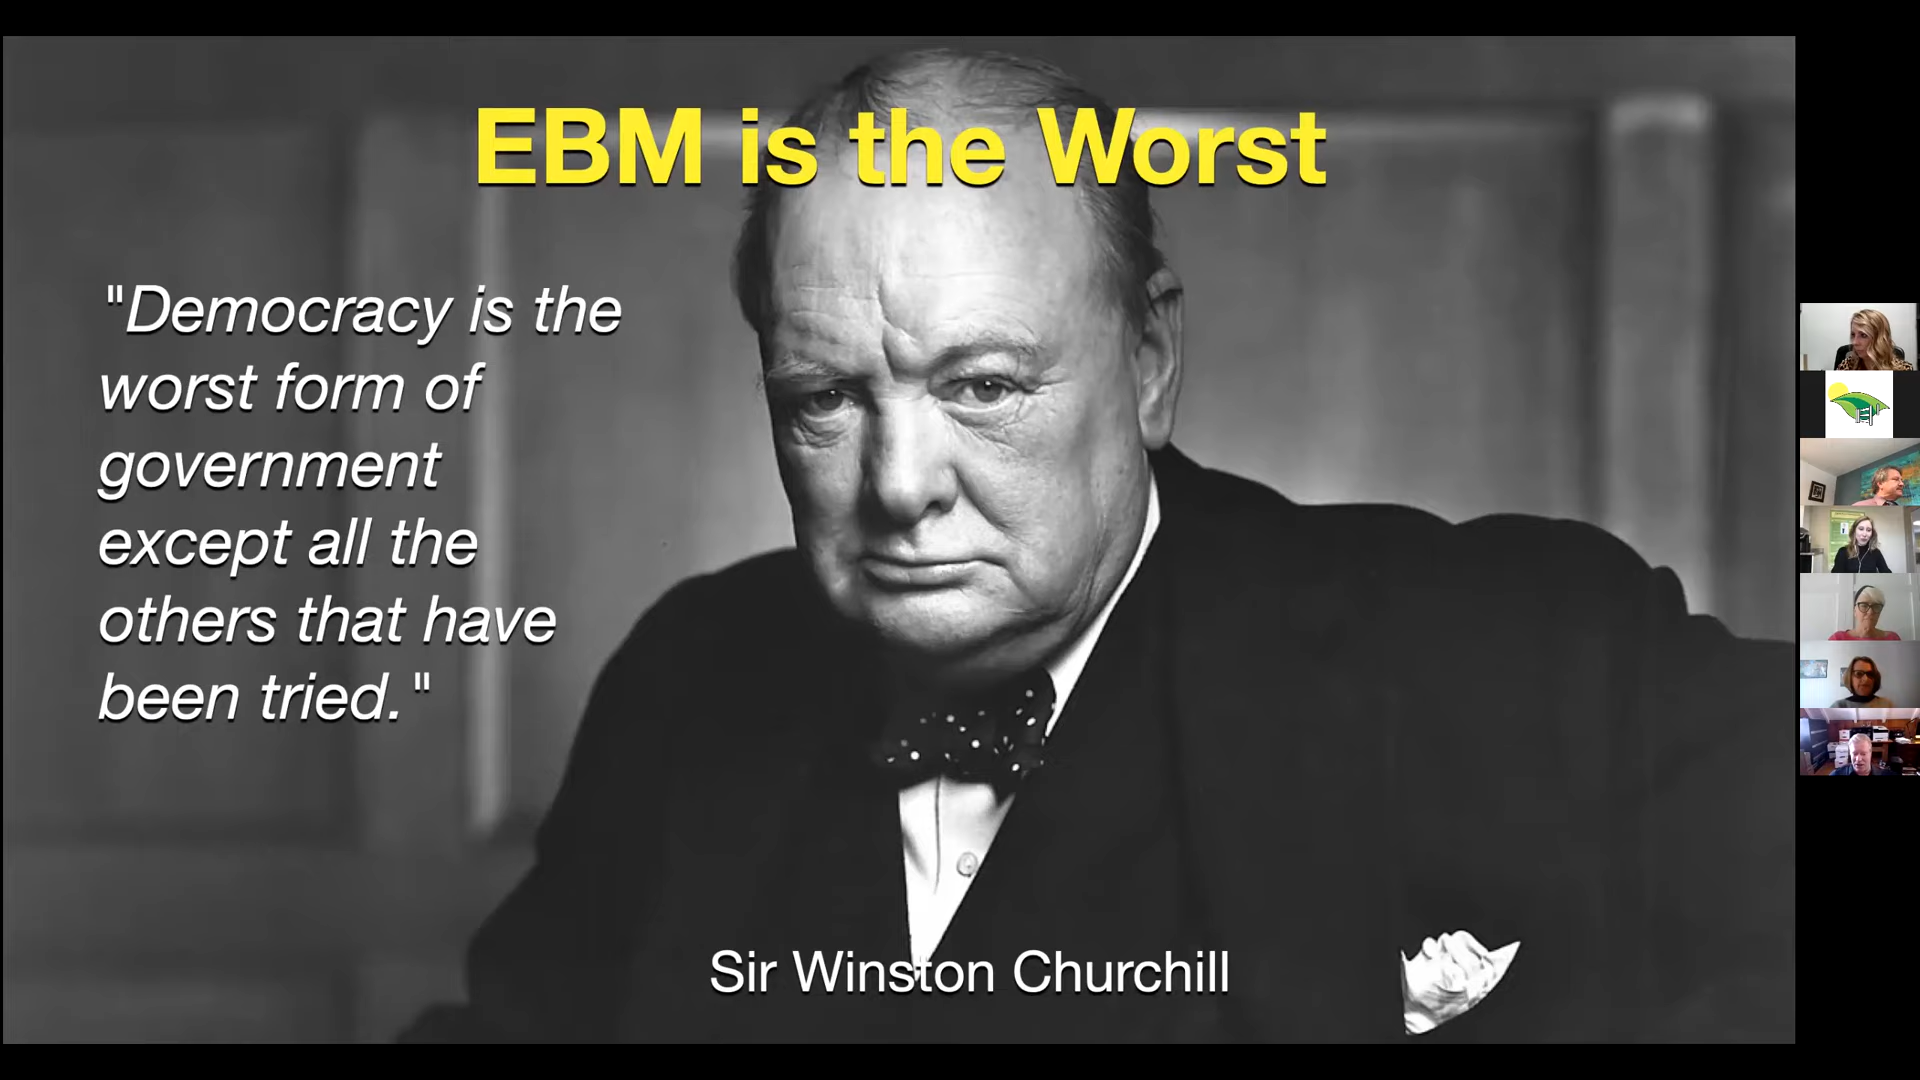 EBM is the Worst
"Democracy is the
worst form of
government
except all the
others that have
been tried."
Sir Winston Churchill